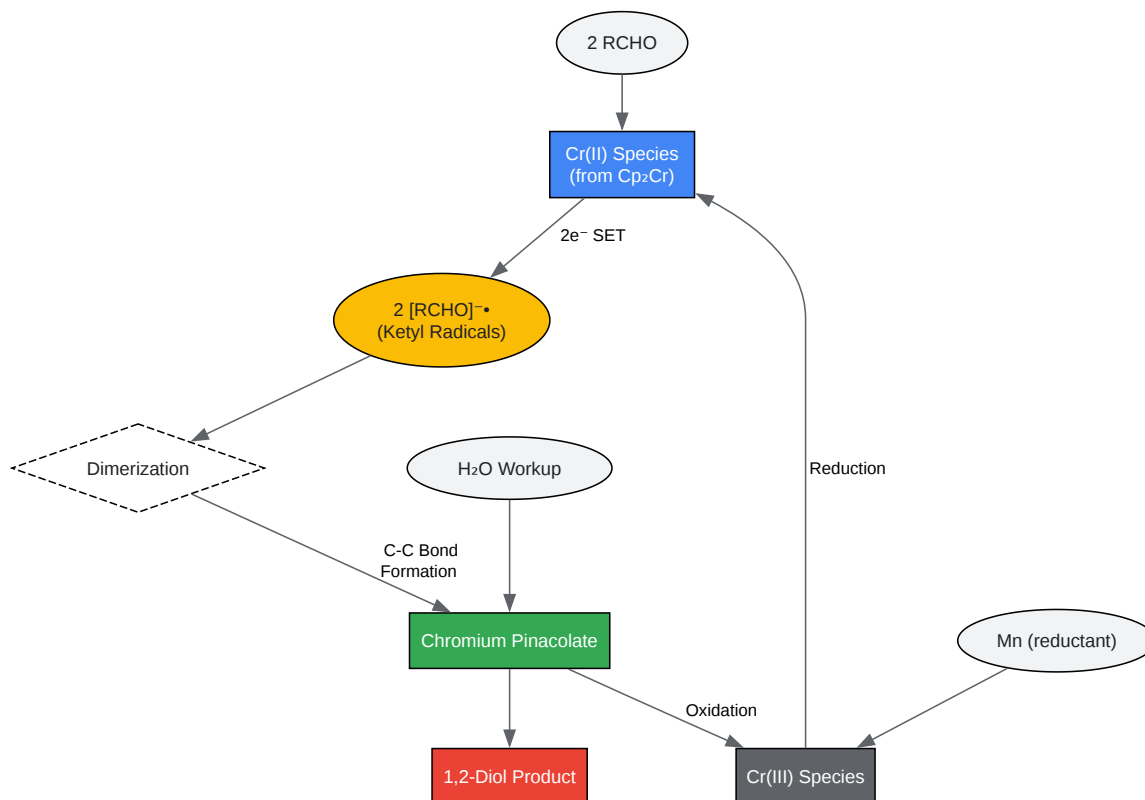 2 RCHO
Cr(II) Species
(from Cp₂Cr)
2e⁻ SET
2 [RCHO]⁻•
(Ketyl Radicals)
Dimerization
H₂O Workup
Reduction
C-C Bond
Formation
Chromium Pinacolate
Mn (reductant)
Oxidation
1,2-Diol Product
Cr(III) Species